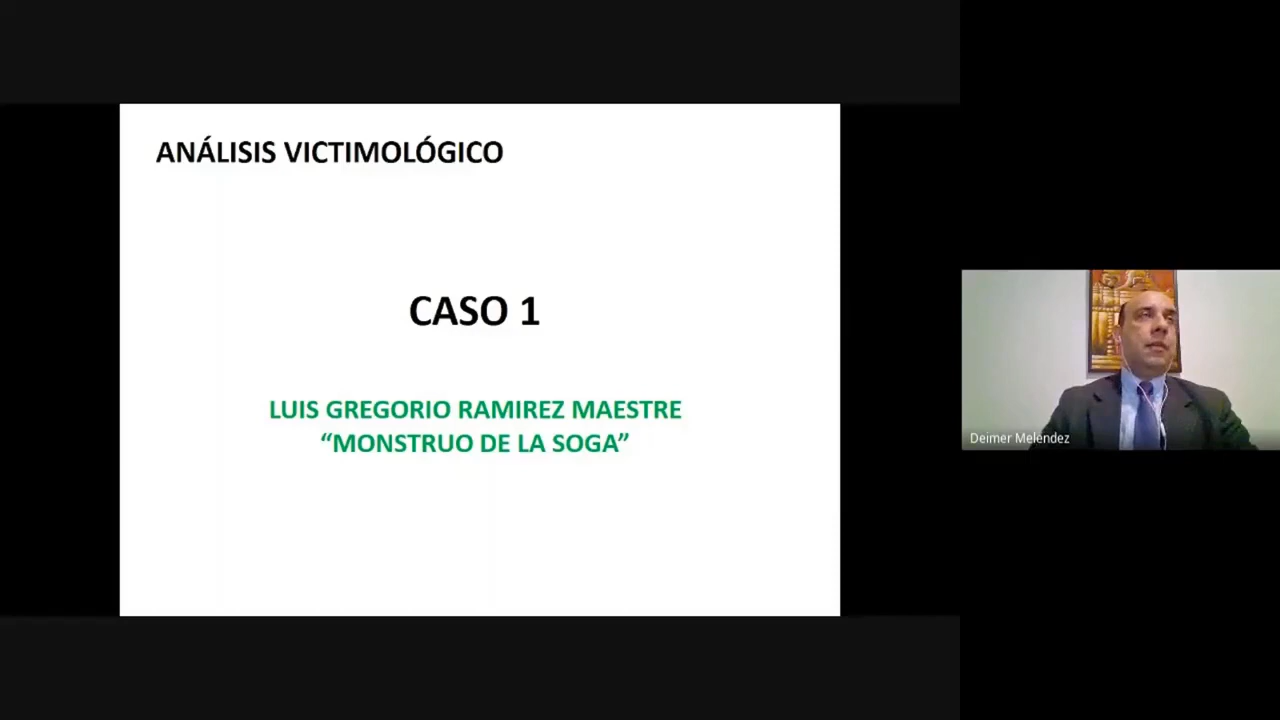 ANÁLISIS VICTIMOLÓGICO
CASO 1
LUIS GREGORIO RAMIREZ MAESTRE
“MONSTRUO DE LA SOGA”
Deimer Meléndez